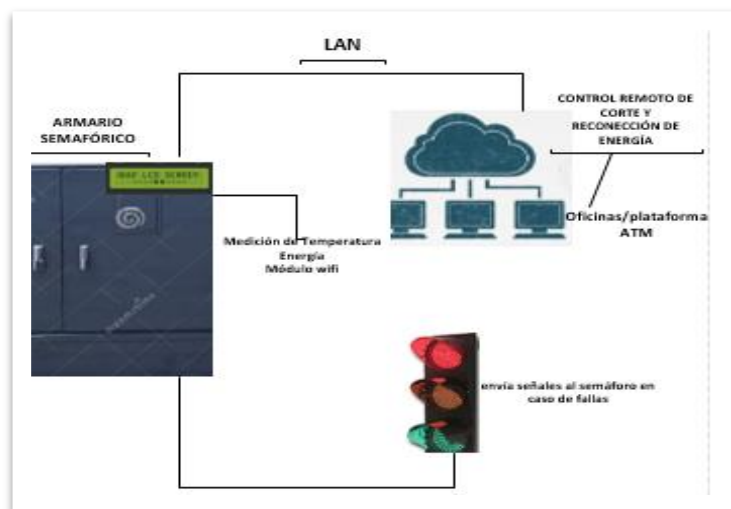 LAN
ARMARIO
SEMAFÓRICO
CONTROL REMOTO DE
CORTE Y
RECONECCIÓN DE
ENERGÍA
Oficinas/plataforma
ATM
Medición de Temperatura
Energía
Módulo wifi
envía señales al semáforo en
caso de fallas